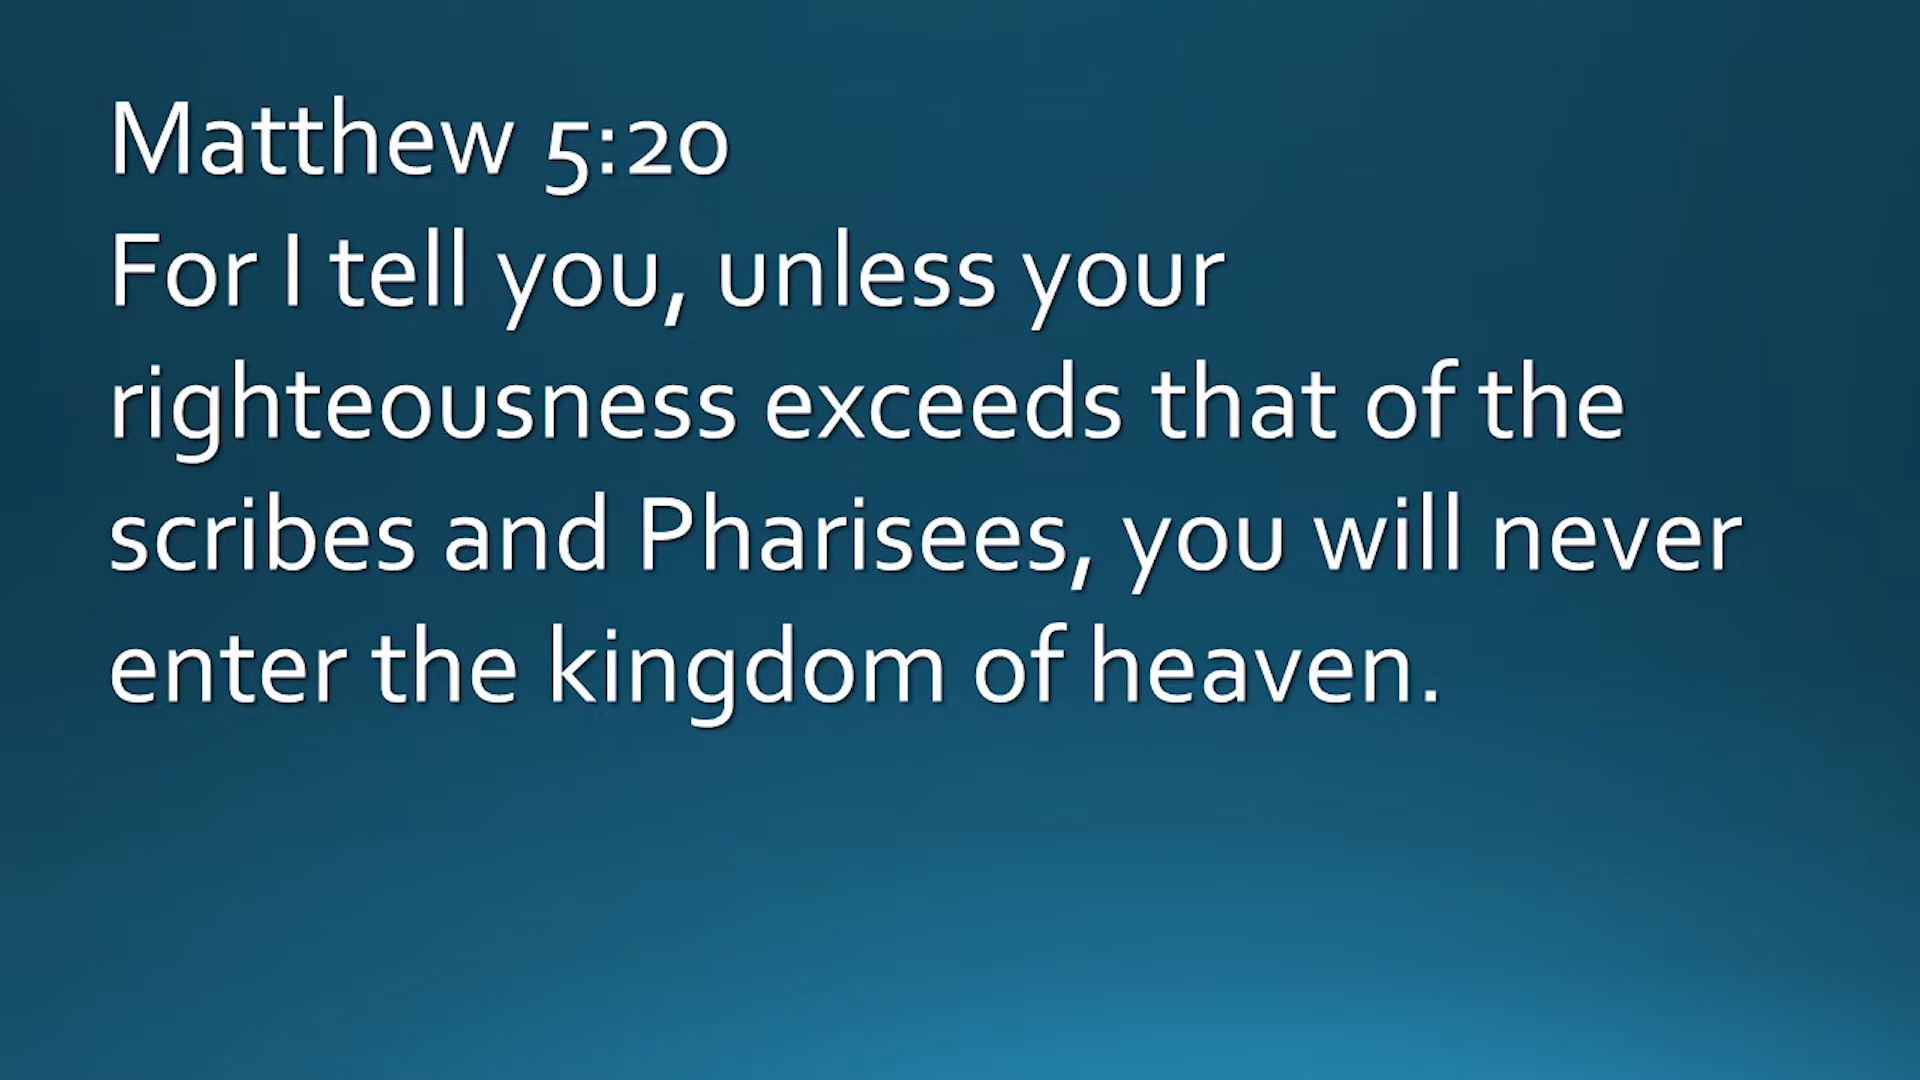 Matthew 5:20
For I tell you, unless your
righteousness exceeds that of the
scribes and Pharisees, you will never
enter the kingdom of heaven.